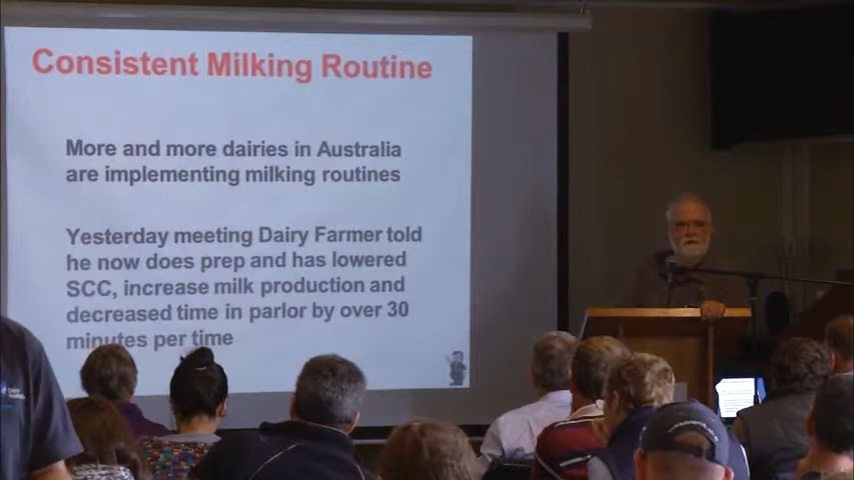 Consistent Milking Routine
More and more dairies in Australia
are implementing milking routines
Yesterday meeting Dairy Farmer told
he now does prep and has lowered
SCC, increase milk production and
decreased time in parlor by over 30
minutes per time